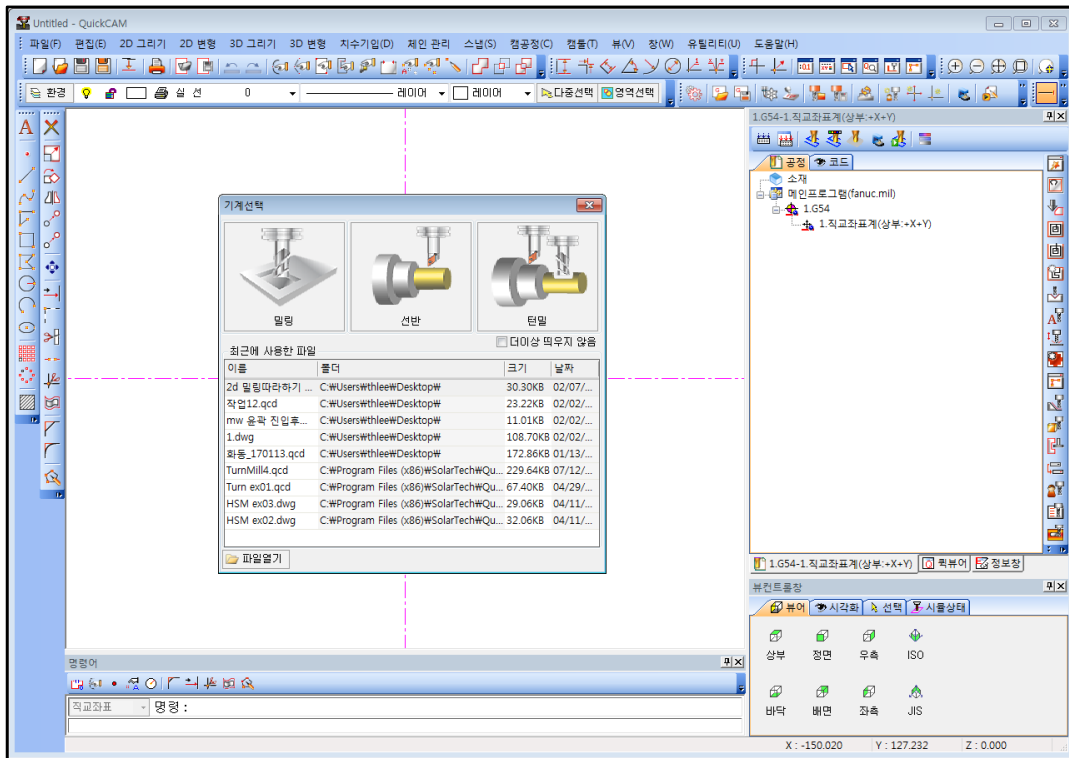 Untitled - QuickCAM
파일(F) 편집(E) 2D 그리기 2D 변형 3D 그리기 3D 변형 치수기입(D) 체인 관리 스냅(S) 캠공정(C) 캠툴(T) 뷰(V) 창(W) 유틸리티(U) 도움말(H)
환경 실 선 0 레이어 레이어 다중선택 영역선택
1.G54-1.직교좌표계(상부:+X+Y)
공정 코드
소재
메인프로그램(fanuc.mil)
1.G54
1.직교좌표계(상부:+X+Y)
기계선택
밀링 선반 턴밀
더이상 띄우지 않음
최근에 사용한 파일
이름 폴더 크기 날짜
2d 밀링따라하기 ... C:₩Users₩thlee₩Desktop₩ 30.30KB 02/07/...
작업12.qcd C:₩Users₩thlee₩Desktop₩ 23.22KB 02/02/...
mw 윤곽 진입후... C:₩Users₩thlee₩Desktop₩ 11.01KB 02/02/...
1.dwg C:₩Users₩thlee₩Desktop₩ 108.70KB 02/02/...
화통_170113.qcd C:₩Users₩thlee₩Desktop₩ 172.86KB 01/13/...
TurnMill4.qcd C:₩Program Files (x86)₩SolarTech₩Qu... 229.64KB 07/12/...
Turn ex01.qcd C:₩Program Files (x86)₩SolarTech₩Qu... 67.40KB 04/29/...
HSM ex03.dwg C:₩Program Files (x86)₩SolarTech₩Qu... 29.06KB 04/11/...
HSM ex02.dwg C:₩Program Files (x86)₩SolarTech₩Qu... 32.06KB 04/11/...
파일열기
1.G54-1.직교좌표계(상부:+X+Y) 퀵뷰어 정보창
뷰컨트롤창
뷰어 시각화 선택 시뮬상태
상부 정면 우측 ISO
바닥 배면 좌측 JIS
명령어
직교좌표 명령 :
X : -150.020 Y : 127.232 Z : 0.000